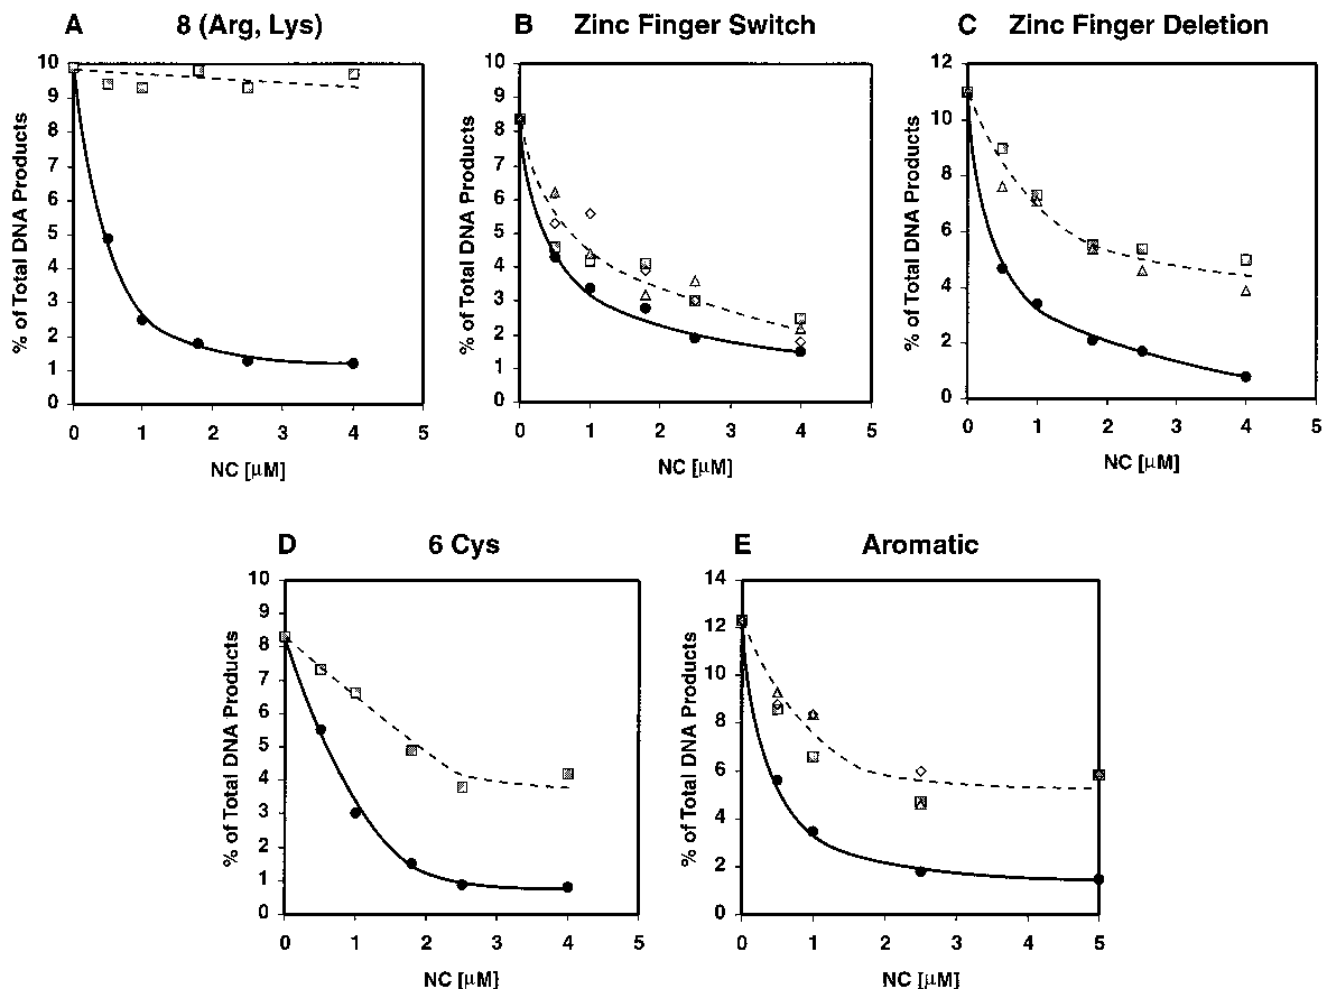 A 8 (Arg, Lys)
% of Total DNA Products
10
9
8
7
6
5
4
3
2
1
0
0 1 2 3 4 5
NC [µM]
B Zinc Finger Switch
% of Total DNA Products
10
9
8
7
6
5
4
3
2
1
0
0 1 2 3 4 5
NC [µM]
C Zinc Finger Deletion
% of Total DNA Products
12
10
8
6
4
2
0
0 1 2 3 4 5
NC [µM]
D 6 Cys
% of Total DNA Products
10
9
8
7
6
5
4
3
2
1
0
0 1 2 3 4 5
NC [µM]
E Aromatic
% of Total DNA Products
14
12
10
8
6
4
2
0
0 1 2 3 4 5
NC [µM]